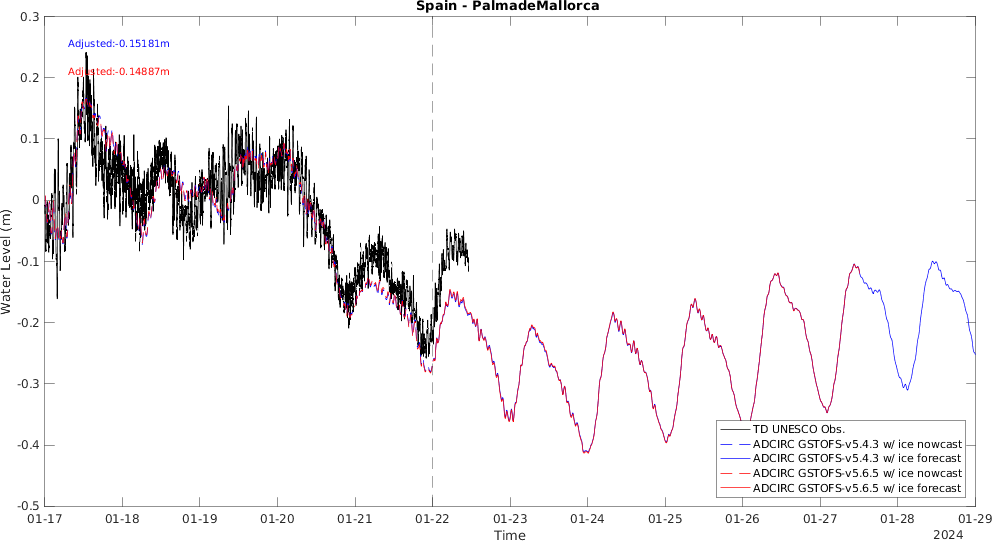 Spain - PalmadeMallorca
Adjusted:-0.15181m
Adjusted:-0.14887m
Water Level (m)
0.3
0.2
0.1
0
-0.1
-0.2
-0.3
-0.4
-0.5
TD UNESCO Obs.
ADCIRC GSTOFS-v5.4.3 w/ ice nowcast
ADCIRC GSTOFS-v5.4.3 w/ ice forecast
ADCIRC GSTOFS-v5.6.5 w/ ice nowcast
ADCIRC GSTOFS-v5.6.5 w/ ice forecast
01-17 01-18 01-19 01-20 01-21 01-22 01-23 01-24 01-25 01-26 01-27 01-28 01-29
Time
2024